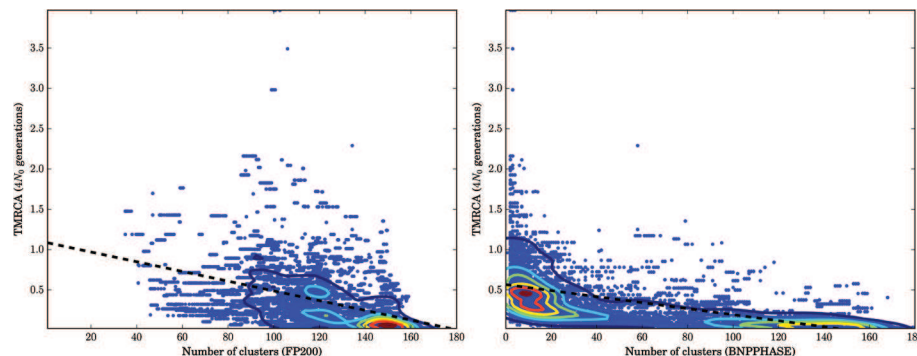 3.5
3.0
2.5
2.0
1.5
1.0
0.5
TMRCA (4N₀ generations)
20 40 60 80 100 120 140 160 180
Number of clusters (FP200)
3.5
3.0
2.5
2.0
1.5
1.0
0.5
TMRCA (4N₀ generations)
0 20 40 60 80 100 120 140 160 180
Number of clusters (BNPPHASE)